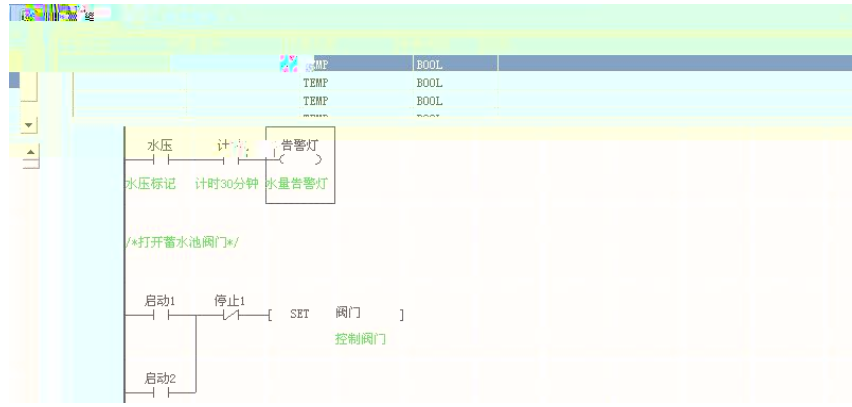 TEMP BOOL
TEMP BOOL
TEMP BOOL
水压 告警灯
水压标记 计时30分钟 水量告警灯
/*打开蓄水池阀门*/
启动1 停止1 SET 阀门
控制阀门
启动2